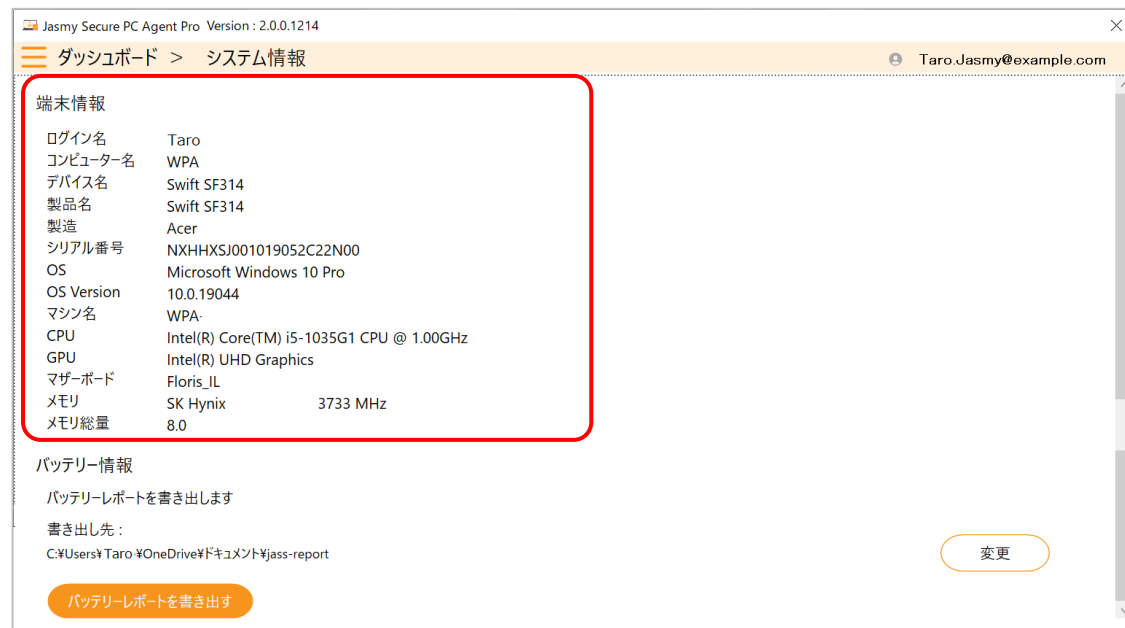 Jasmy Secure PC Agent Pro Version : 2.0.0.1214
ダッシュボード > システム情報 Taro.Jasmy@example.com
端末情報
ログイン名 Taro
コンピューター名 WPA
デバイス名 Swift SF314
製品名 Swift SF314
製造 Acer
シリアル番号 NXHHXSJ001019052C22N00
OS Microsoft Windows 10 Pro
OS Version 10.0.19044
マシン名 WPA·
CPU Intel(R) Core(TM) i5-1035G1 CPU @ 1.00GHz
GPU Intel(R) UHD Graphics
マザーボード Floris_IL
メモリ SK Hynix 3733 MHz
メモリ総量 8.0
バッテリー情報
バッテリーレポートを書き出します
書き出し先 :
C:¥Users¥Taro¥OneDrive¥ドキュメント¥jass-report
変更
バッテリーレポートを書き出す